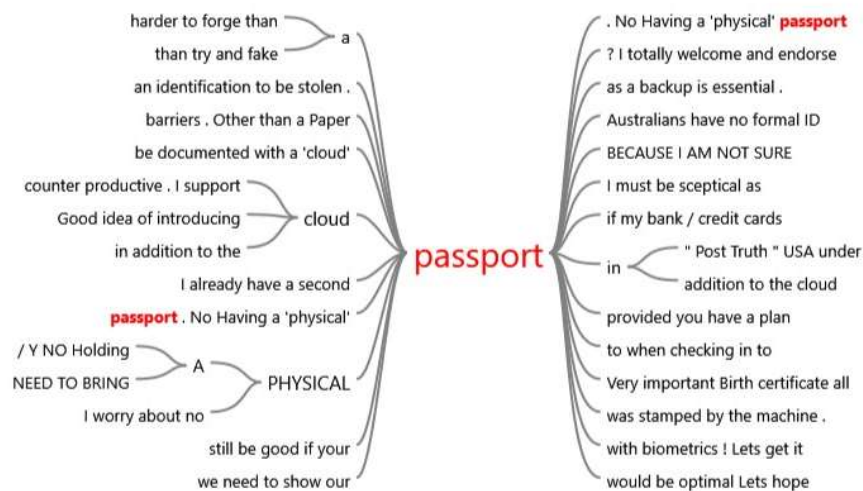 harder to forge than
than try and fake
a
an identification to be stolen .
barriers . Other than a Paper
be documented with a 'cloud'
counter productive . I support
Good idea of introducing
in addition to the
cloud
I already have a second
passport . No Having a 'physical'
/ Y NO Holding
NEED TO BRING
A
I worry about no
PHYSICAL
still be good if your
we need to show our
passport
. No Having a 'physical' passport
? I totally welcome and endorse
as a backup is essential .
Australians have no formal ID
BECAUSE I AM NOT SURE
I must be sceptical as
if my bank / credit cards
in
" Post Truth " USA under
addition to the cloud
provided you have a plan
to when checking in to
Very important Birth certificate all
was stamped by the machine .
with biometrics ! Lets get it
would be optimal Lets hope